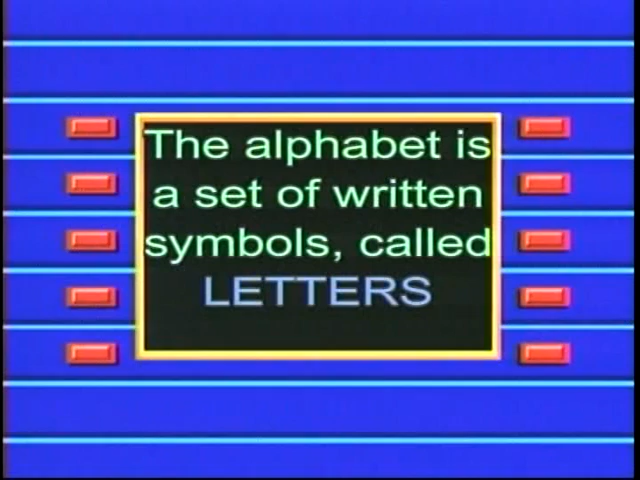 The alphabet is
a set of written
symbols, called
LETTERS